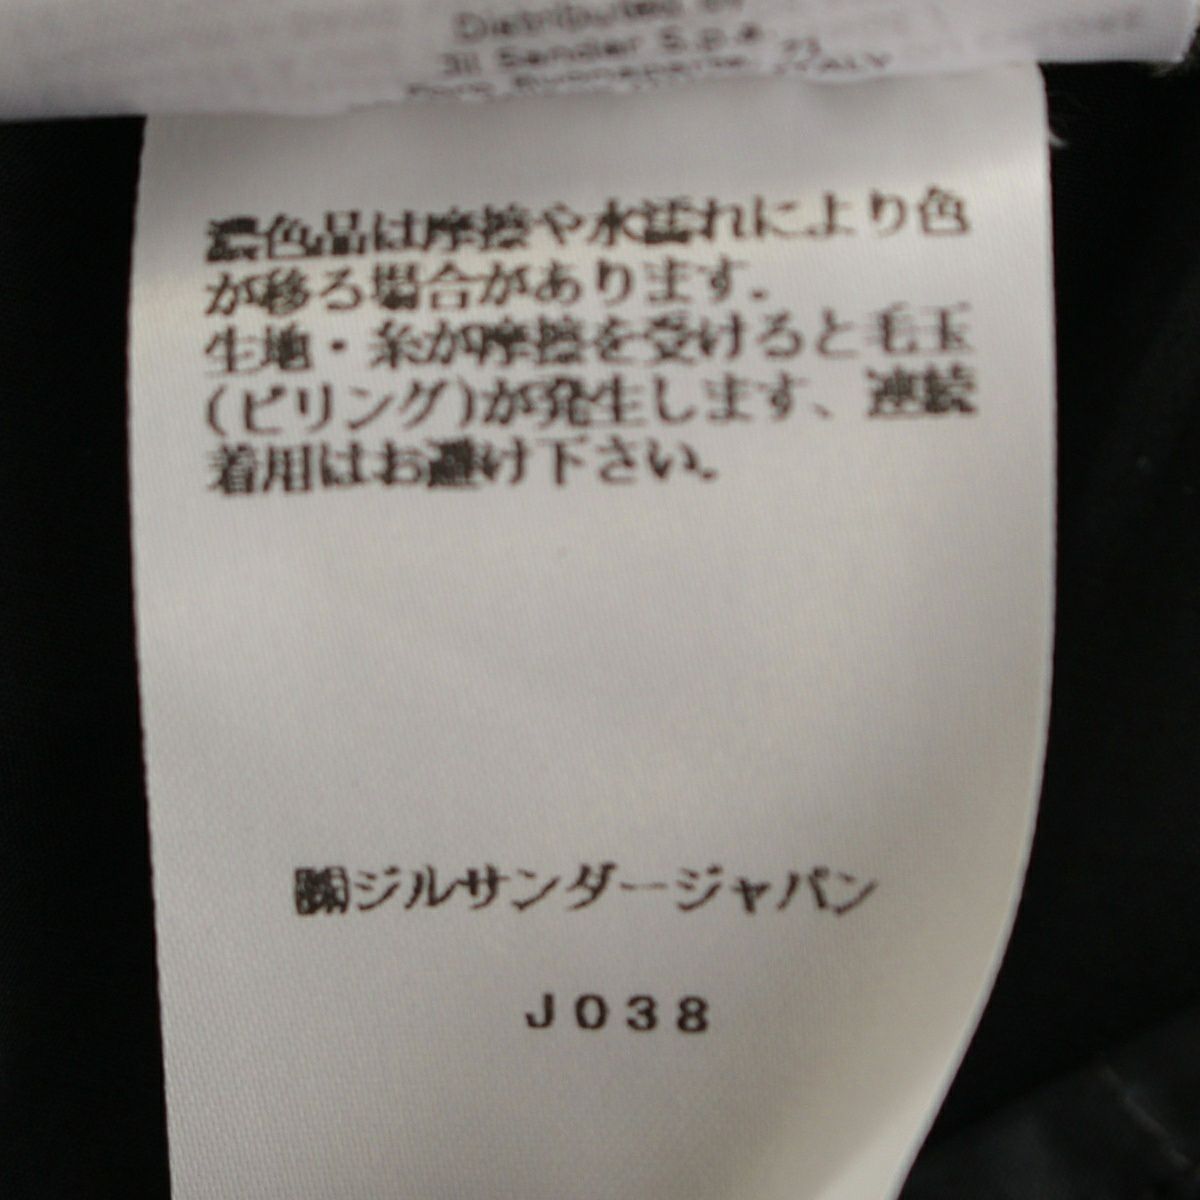 Distributed by
Jil Sander S.p.a.
ITALY
濃色品は摩擦や水濡れにより色
が移る場合があります.
生地・糸が摩擦を受けると毛玉
(ピリング)が発生します、連続
着用はお避け下さい.
㈱ジルサンダージャパン
J038